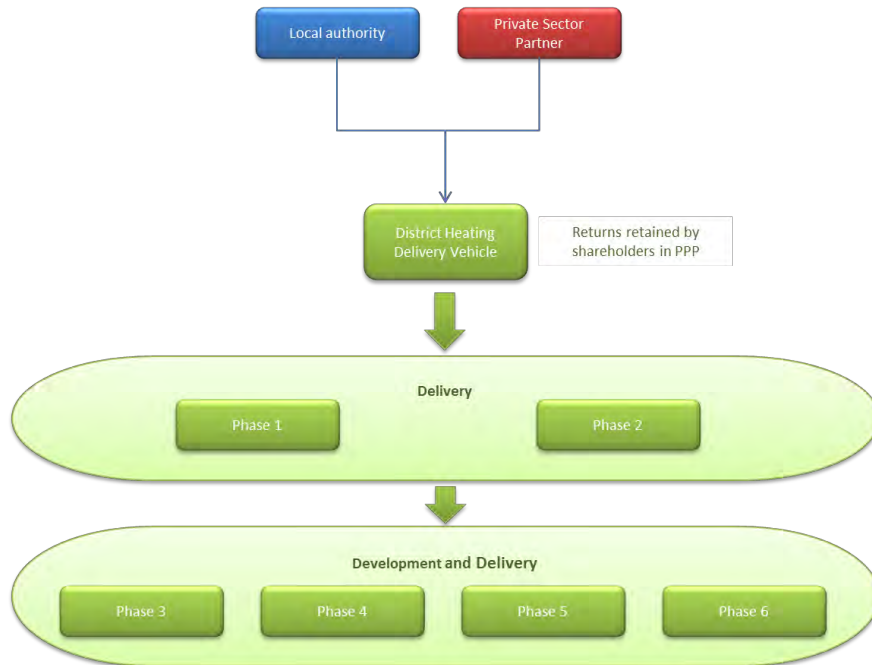 Local authority
Private Sector
Partner
District Heating
Delivery Vehicle
Returns retained by
shareholders in PPP
Delivery
Phase 1
Phase 2
Development and Delivery
Phase 3
Phase 4
Phase 5
Phase 6